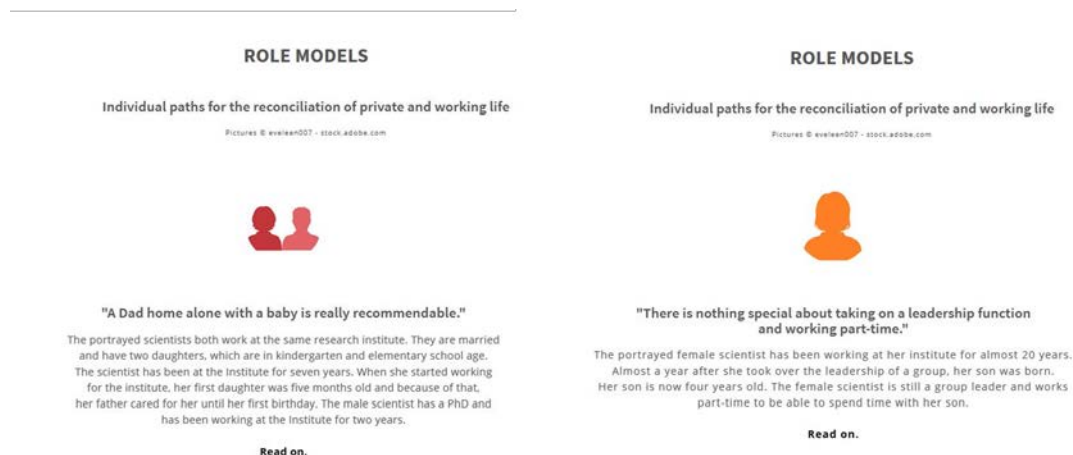 ROLE MODELS
Individual paths for the reconciliation of private and working life
Pictures © eveleen007 - stock.adobe.com
"A Dad home alone with a baby is really recommendable."
The portrayed scientists both work at the same research institute. They are married
and have two daughters, which are in kindergarten and elementary school age.
The scientist has been at the Institute for seven years. When she started working
for the institute, her first daughter was five months old and because of that,
her father cared for her until her first birthday. The male scientist has a PhD and
has been working at the Institute for two years.
Read on.
ROLE MODELS
Individual paths for the reconciliation of private and working life
Pictures © eveleen007 - stock.adobe.com
"There is nothing special about taking on a leadership function
and working part-time."
The portrayed female scientist has been working at her institute for almost 20 years.
Almost a year after she took over the leadership of a group, her son was born.
Her son is now four years old. The female scientist is still a group leader and works
part-time to be able to spend time with her son.
Read on.